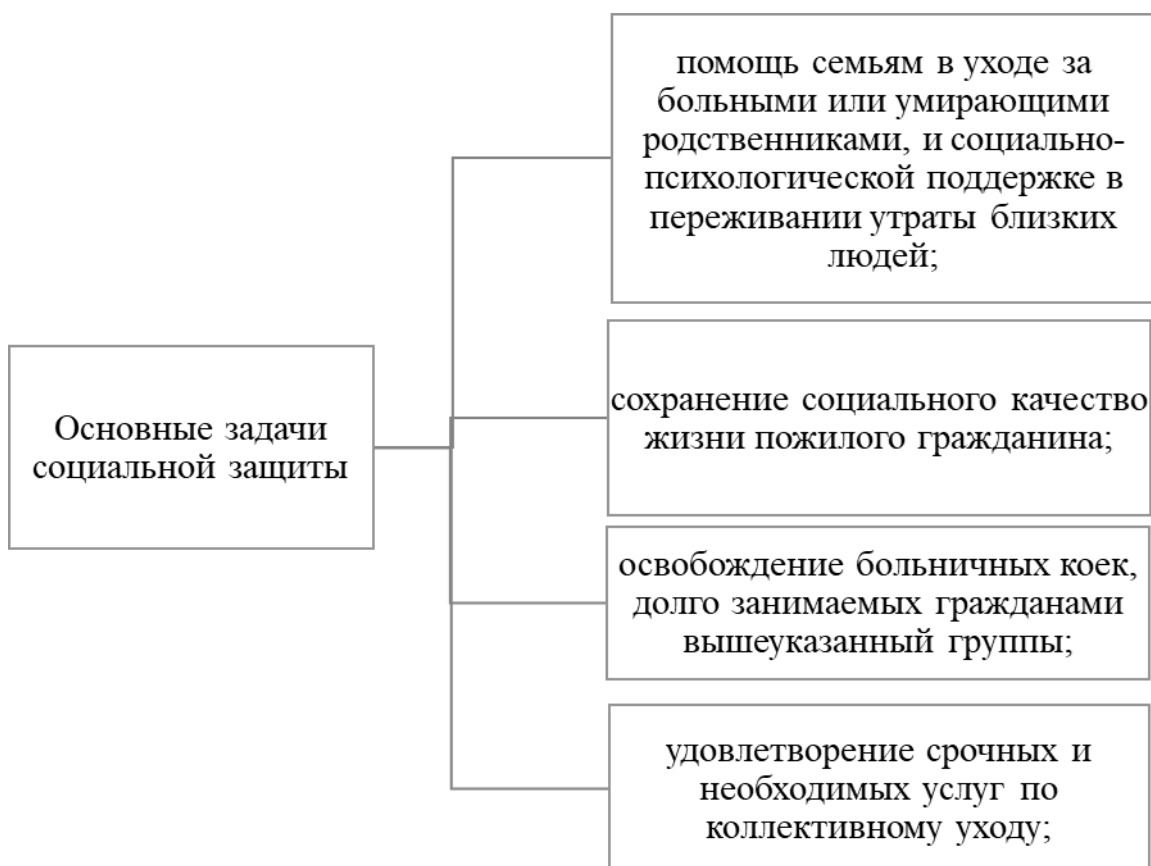 Основные задачи
социальной защиты
помощь семьям в уходе за
больными или умирающими
родственниками, и социально-
психологической поддержке в
переживании утраты близких
людей;
сохранение социального качество
жизни пожилого гражданина;
освобождение больничных коек,
долго занимаемых гражданами
вышеуказанный группы;
удовлетворение срочных и
необходимых услуг по
коллективному уходу;